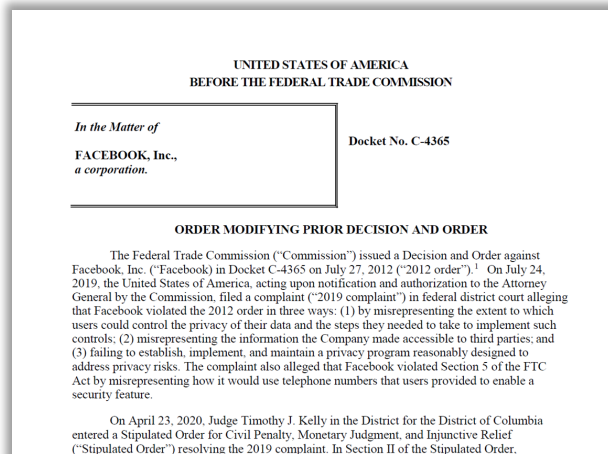 UNITED STATES OF AMERICA
BEFORE THE FEDERAL TRADE COMMISSION
In the Matter of
FACEBOOK, Inc.,
a corporation.
Docket No. C-4365
ORDER MODIFYING PRIOR DECISION AND ORDER
The Federal Trade Commission (“Commission”) issued a Decision and Order against
Facebook, Inc. (“Facebook) in Docket C-4365 on July 27, 2012 (“2012 order”).1 On July 24,
2019, the United States of America, acting upon notification and authorization to the Attorney
General by the Commission, filed a complaint (“2019 complaint”) in federal district court alleging
that Facebook violated the 2012 order in three ways: (1) by misrepresenting the extent to which
users could control the privacy of their data and the steps they needed to take to implement such
controls; (2) misrepresenting the information the Company made accessible to third parties; and
(3) failing to establish, implement, and maintain a privacy program reasonably designed to
address privacy risks. The complaint also alleged that Facebook violated Section 5 of the FTC
Act by misrepresenting how it would use telephone numbers that users provided to enable a
security feature.
On April 23, 2020, Judge Timothy J. Kelly in the District for the District of Columbia
entered a Stipulated Order for Civil Penalty, Monetary Judgment, and Injunctive Relief
(“Stipulated Order”) resolving the 2019 complaint. In Section II of the Stipulated Order,